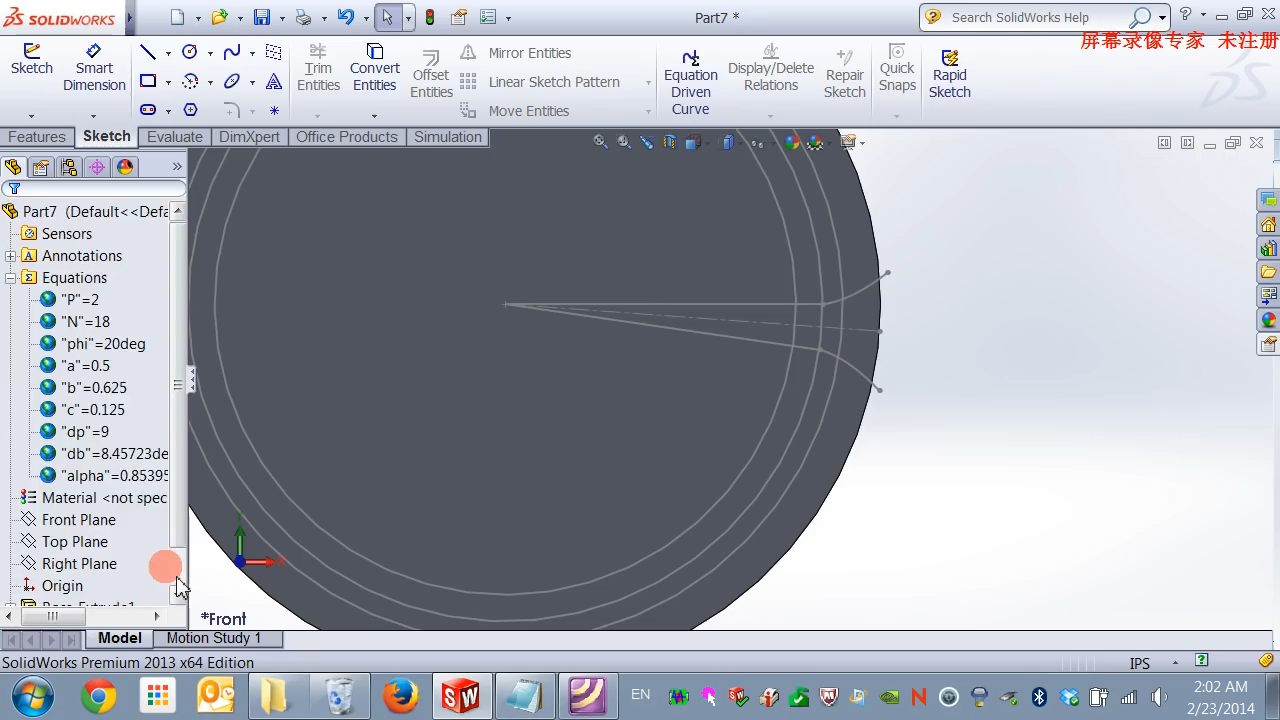 SOLIDWORKS
Part7 *
Search SolidWorks Help
屏幕录像专家 未注册
Sketch
Smart Dimension
Trim Entities
Convert Entities
Offset Entities
Mirror Entities
Linear Sketch Pattern
Move Entities
Equation Driven Curve
Display/Delete Relations
Repair Sketch
Quick Snaps
Rapid Sketch
Features
Sketch
Evaluate
DimXpert
Office Products
Simulation
Part7 (Default<<Defa
Sensors
Annotations
Equations
"P"=2
"N"=18
"phi"=20deg
"a"=0.5
"b"=0.625
"c"=0.125
"dp"=9
"db"=8.45723de
"alpha"=0.85395
Material <not spec
Front Plane
Top Plane
Right Plane
Origin
X
*Front
Model
Motion Study 1
SolidWorks Premium 2013 x64 Edition
IPS
EN
2:02 AM
2/23/2014